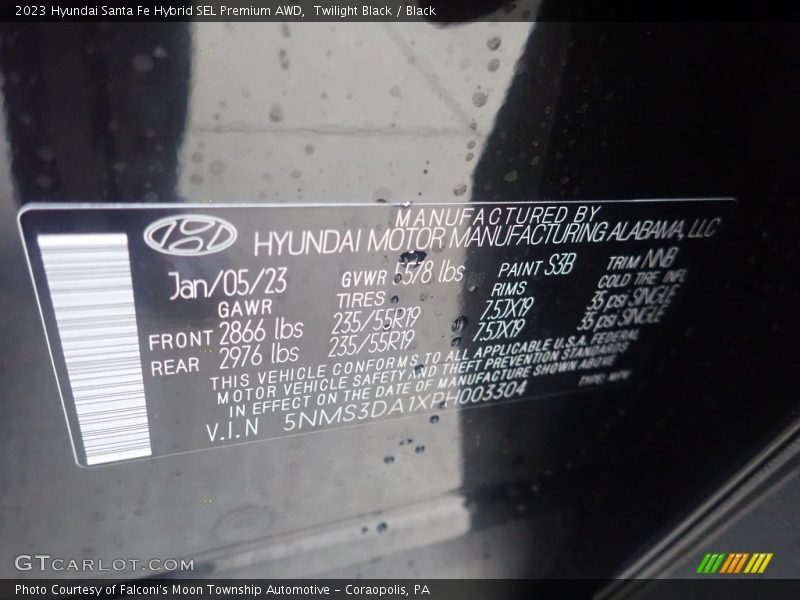 2023 Hyundai Santa Fe Hybrid SEL Premium AWD, Twilight Black / Black
MANUFACTURED BY
HYUNDAI MOTOR MANUFACTURING ALABAMA, LLC
Jan/05/23 GVWR 5578 lbs PAINT S3B TRIM NNB
GAWR TIRES RIMS COLD TIRE INFL
FRONT 2866 lbs 235/55R19 7.5JX19 35 psi SINGLE
REAR 2976 lbs 235/55R19 7.5JX19 35 psi SINGLE
THIS VEHICLE CONFORMS TO ALL APPLICABLE U.S.A. FEDERAL
MOTOR VEHICLE SAFETY AND THEFT PREVENTION STANDARDS
IN EFFECT ON THE DATE OF MANUFACTURE SHOWN ABOVE
V.I.N 5NMS3DA1XPH003304 TYPE: MPV
GTCARLOT.COM
Photo Courtesy of Falconi's Moon Township Automotive - Coraopolis, PA